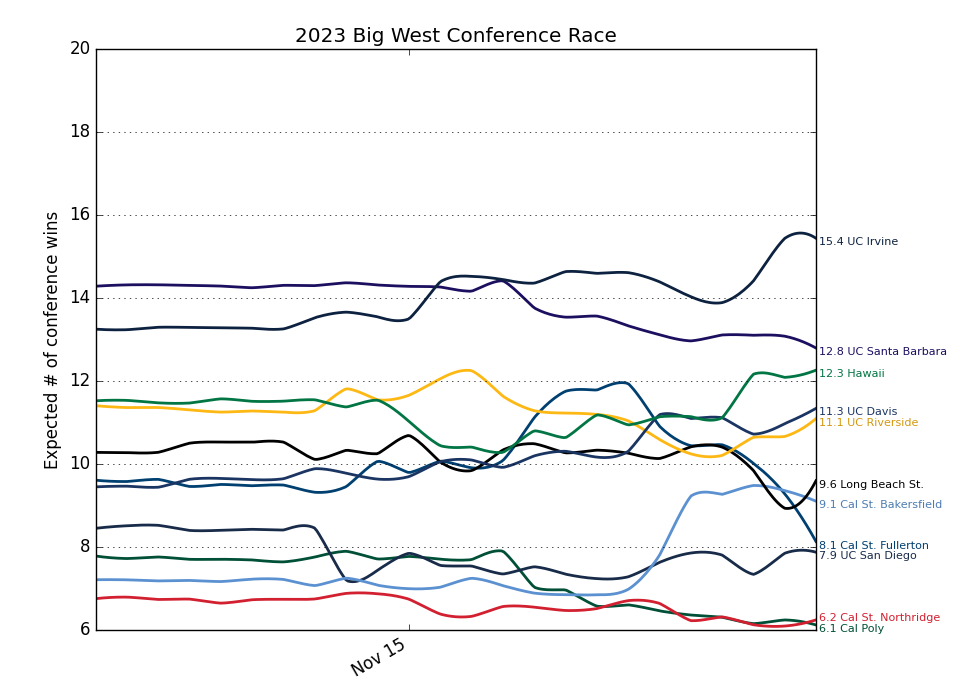 2023 Big West Conference Race
Expected # of conference wins
20
18
16
14
12
10
8
6
Nov 15
15.4 UC Irvine
12.8 UC Santa Barbara
12.3 Hawaii
11.3 UC Davis
11.1 UC Riverside
9.6 Long Beach St.
9.1 Cal St. Bakersfield
8.1 Cal St. Fullerton
7.9 UC San Diego
6.2 Cal St. Northridge
6.1 Cal Poly